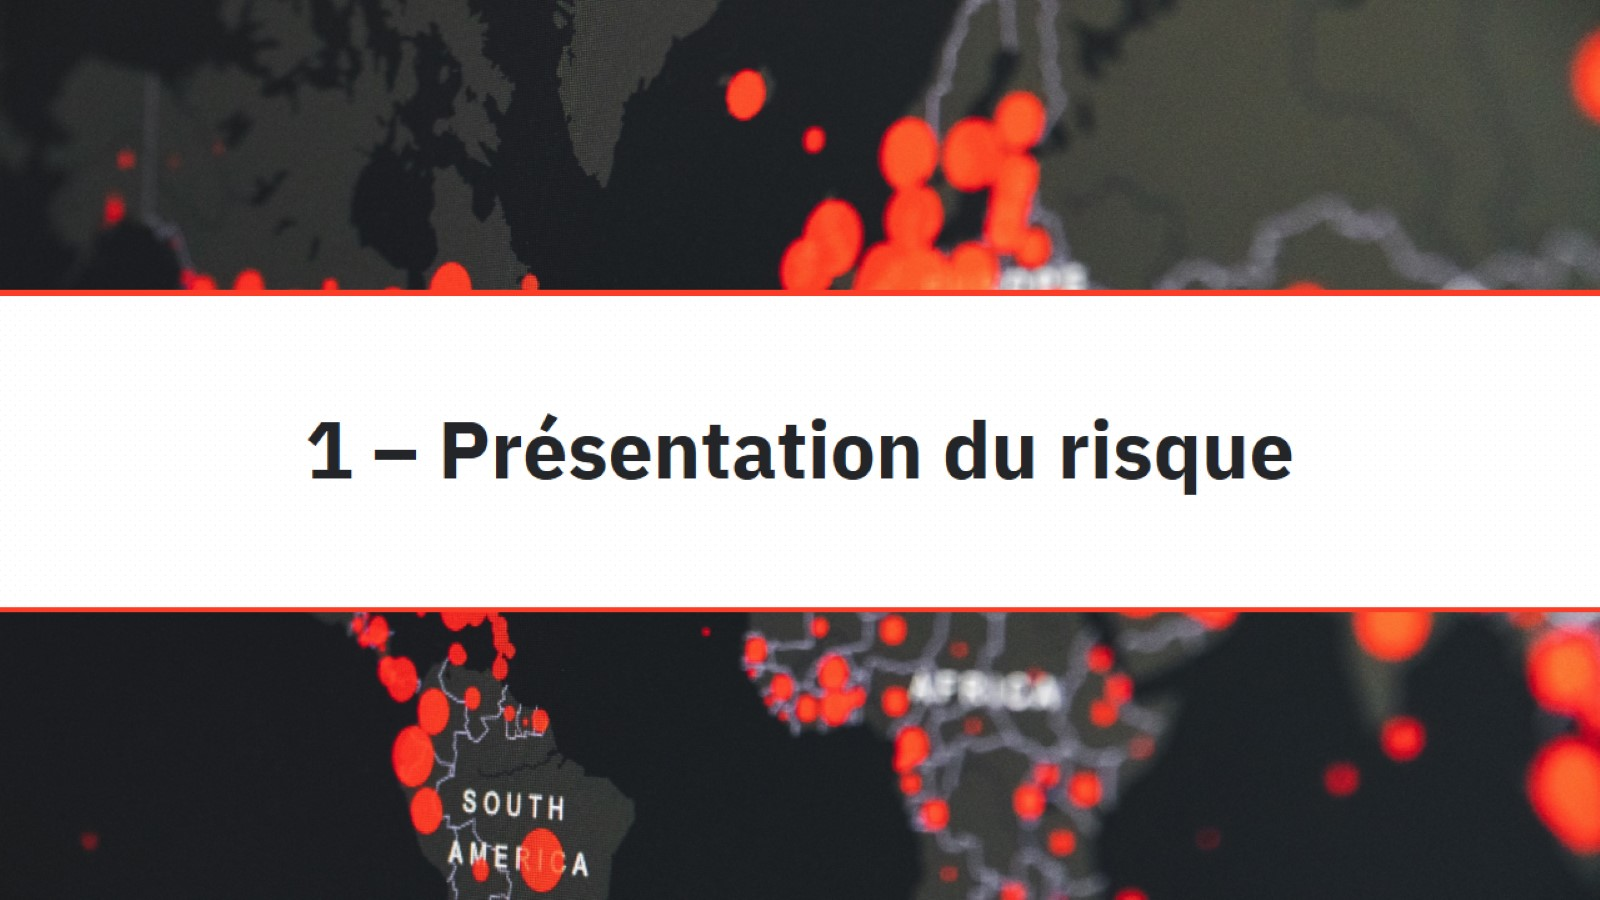 1 – Présentation du risque
AFRICA
SOUTH
AMERICA